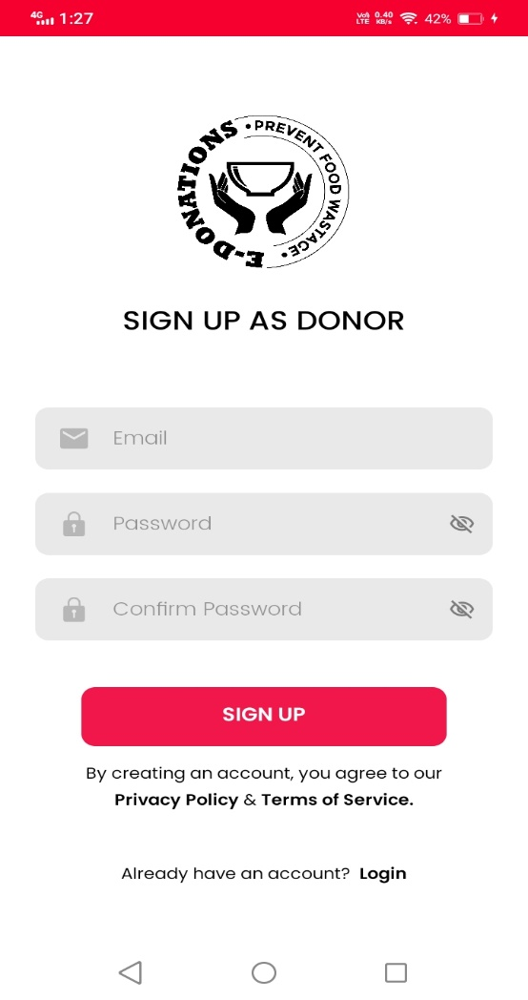 4G 1:27 VoLTE 0.40 KB/s 42%
E-DONATIONS • PREVENT FOOD WASTAGE •
SIGN UP AS DONOR
Email
Password
Confirm Password
SIGN UP
By creating an account, you agree to our
Privacy Policy & Terms of Service.
Already have an account? Login